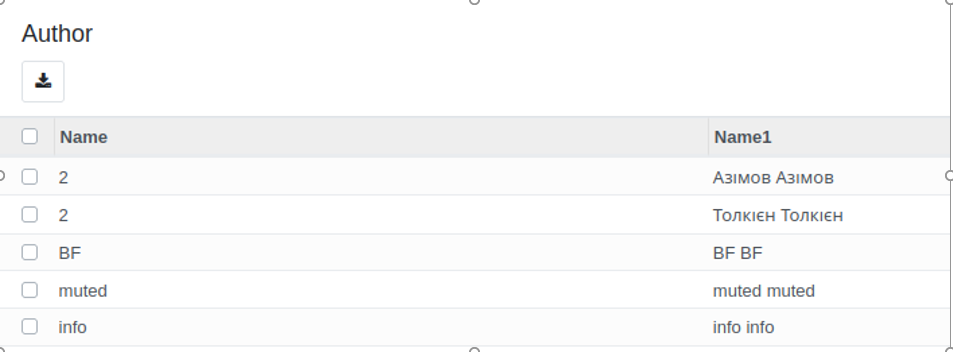 Author
Name Name1
2 Азімов Азімов
2 Толкієн Толкієн
BF BF BF
muted muted muted
info info info